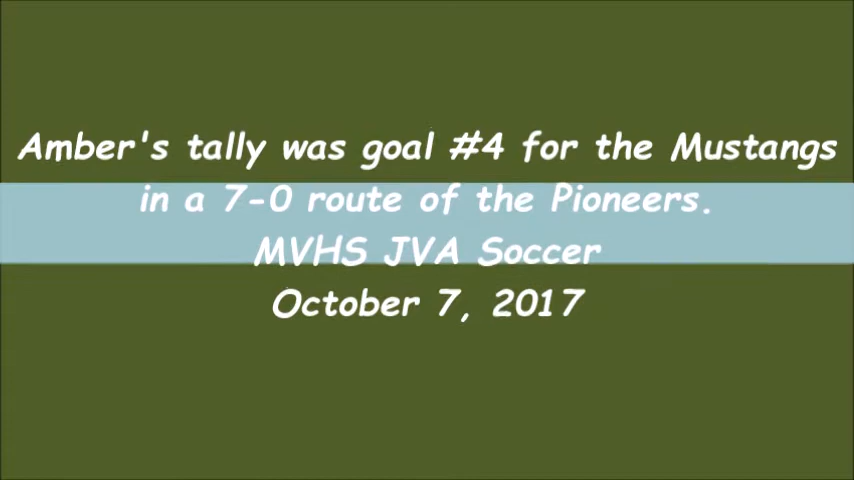 Amber's tally was goal #4 for the Mustangs
in a 7-0 route of the Pioneers.
MVHS JVA Soccer
October 7, 2017